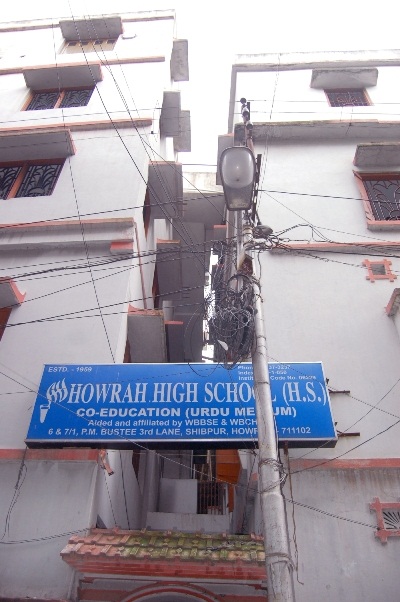 ESTD. - 1959
HOWRAH HIGH SCHOOL (H.S.)
CO-EDUCATION (URDU MEDIUM)
Aided and affiliated by WBBSE & WBCH
6 & 7/1, P.M. BUSTEE 3rd LANE, SHIBPUR, HOWRAH 711102